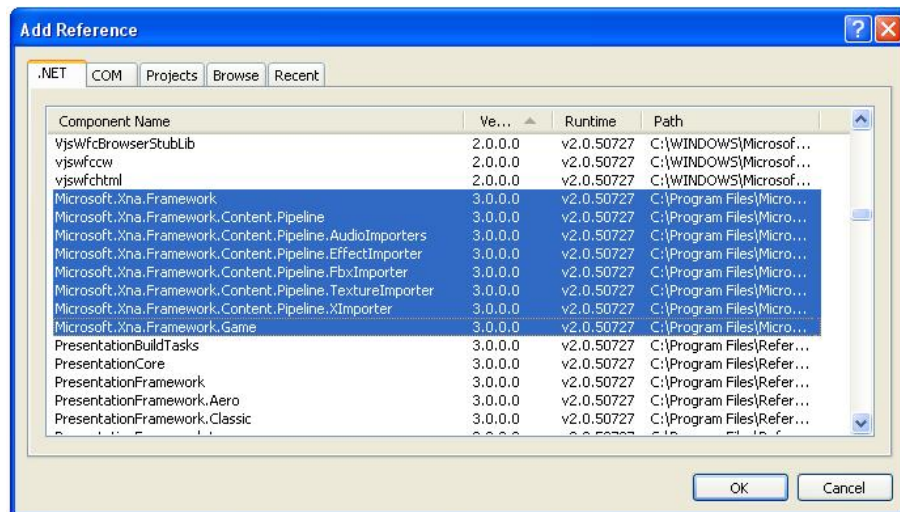 Add Reference
.NET COM Projects Browse Recent
Component Name Ve... Runtime Path
VjsWfcBrowserStubLib 2.0.0.0 v2.0.50727 C:\WINDOWS\Microsof...
vjswfccw 2.0.0.0 v2.0.50727 C:\WINDOWS\Microsof...
vjswfchtml 2.0.0.0 v2.0.50727 C:\WINDOWS\Microsof...
Microsoft.Xna.Framework 3.0.0.0 v2.0.50727 C:\Program Files\Micro...
Microsoft.Xna.Framework.Content.Pipeline 3.0.0.0 v2.0.50727 C:\Program Files\Micro...
Microsoft.Xna.Framework.Content.Pipeline.AudioImporters 3.0.0.0 v2.0.50727 C:\Program Files\Micro...
Microsoft.Xna.Framework.Content.Pipeline.EffectImporter 3.0.0.0 v2.0.50727 C:\Program Files\Micro...
Microsoft.Xna.Framework.Content.Pipeline.FbxImporter 3.0.0.0 v2.0.50727 C:\Program Files\Micro...
Microsoft.Xna.Framework.Content.Pipeline.TextureImporter 3.0.0.0 v2.0.50727 C:\Program Files\Micro...
Microsoft.Xna.Framework.Content.Pipeline.XImporter 3.0.0.0 v2.0.50727 C:\Program Files\Micro...
Microsoft.Xna.Framework.Game 3.0.0.0 v2.0.50727 C:\Program Files\Micro...
PresentationBuildTasks 3.0.0.0 v2.0.50727 C:\Program Files\Refer...
PresentationCore 3.0.0.0 v2.0.50727 C:\Program Files\Refer...
PresentationFramework 3.0.0.0 v2.0.50727 C:\Program Files\Refer...
PresentationFramework.Aero 3.0.0.0 v2.0.50727 C:\Program Files\Refer...
PresentationFramework.Classic 3.0.0.0 v2.0.50727 C:\Program Files\Refer...
OK Cancel